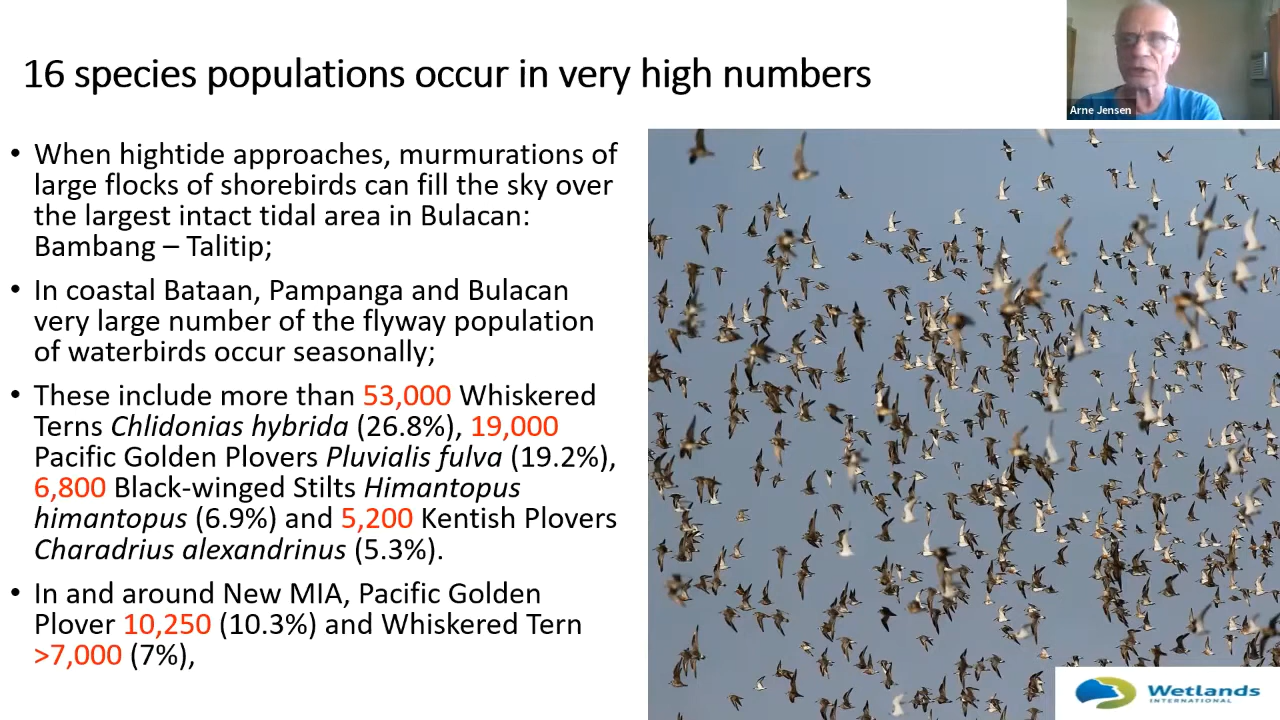 16 species populations occur in very high numbers
Arne Jensen
• When hightide approaches, murmurations of
large flocks of shorebirds can fill the sky over
the largest intact tidal area in Bulacan:
Bambang – Talitip;
• In coastal Bataan, Pampanga and Bulacan
very large number of the flyway population
of waterbirds occur seasonally;
• These include more than 53,000 Whiskered
Terns Chlidonias hybrida (26.8%), 19,000
Pacific Golden Plovers Pluvialis fulva (19.2%),
6,800 Black-winged Stilts Himantopus
himantopus (6.9%) and 5,200 Kentish Plovers
Charadrius alexandrinus (5.3%).
• In and around New MIA, Pacific Golden
Plover 10,250 (10.3%) and Whiskered Tern
>7,000 (7%),
Wetlands
INTERNATIONAL